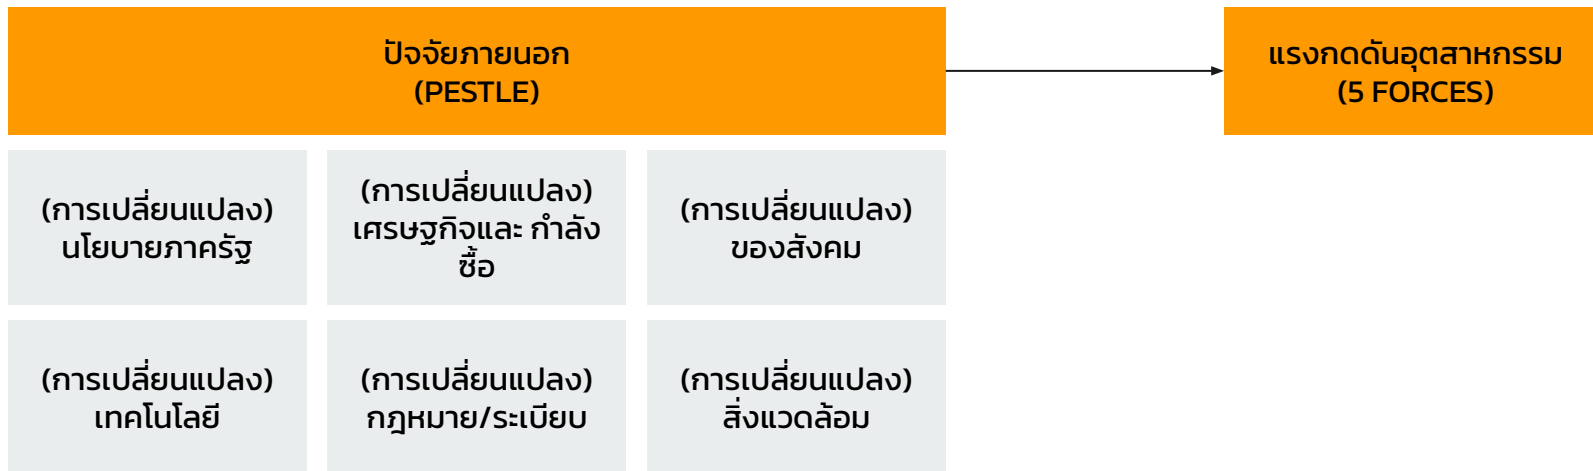 ปัจจัยภายนอก
(PESTLE)
แรงกดดันอุตสาหกรรม
(5 FORCES)
(การเปลี่ยนแปลง)
นโยบายภาครัฐ
(การเปลี่ยนแปลง)
เศรษฐกิจและ กำลัง
ซื้อ
(การเปลี่ยนแปลง)
ของสังคม
(การเปลี่ยนแปลง)
เทคโนโลยี
(การเปลี่ยนแปลง)
กฎหมาย/ระเบียบ
(การเปลี่ยนแปลง)
สิ่งแวดล้อม